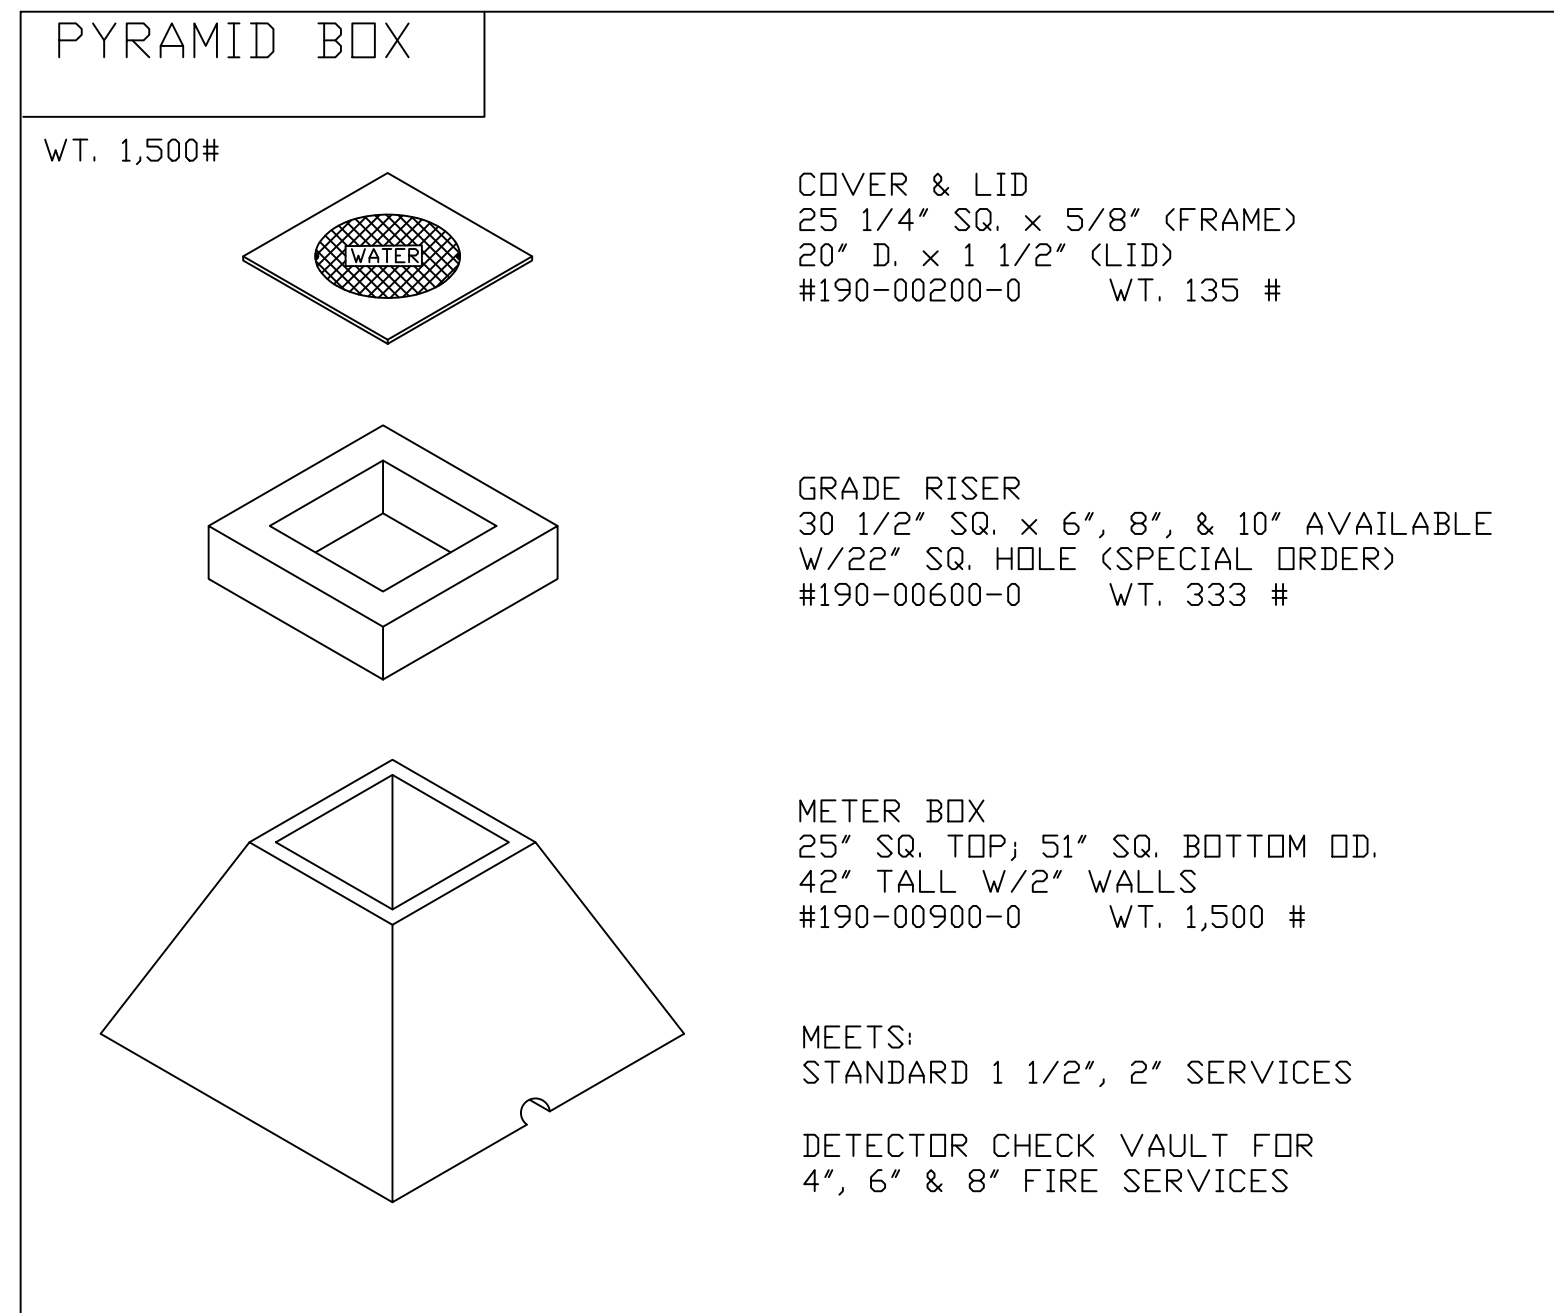 PYRAMID BOX
WT. 1,500#
WATER
COVER & LID
25 1/4" SQ. x 5/8" (FRAME)
20" D. x 1 1/2" (LID)
#190-00200-0 WT. 135 #
GRADE RISER
30 1/2" SQ. x 6", 8", & 10" AVAILABLE
W/22" SQ. HOLE (SPECIAL ORDER)
#190-00600-0 WT. 333 #
METER BOX
25" SQ. TOP; 51" SQ. BOTTOM OD.
42" TALL W/2" WALLS
#190-00900-0 WT. 1,500 #
MEETS:
STANDARD 1 1/2", 2" SERVICES
DETECTOR CHECK VAULT FOR
4", 6" & 8" FIRE SERVICES